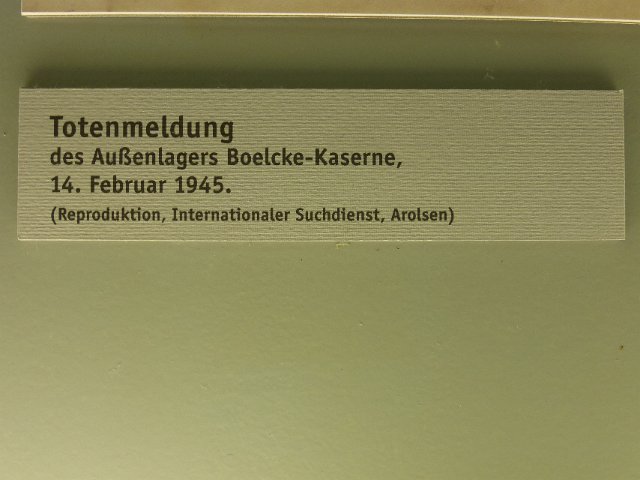 Totenmeldung
des Außenlagers Boelcke-Kaserne,
14. Februar 1945.
(Reproduktion, Internationaler Suchdienst, Arolsen)